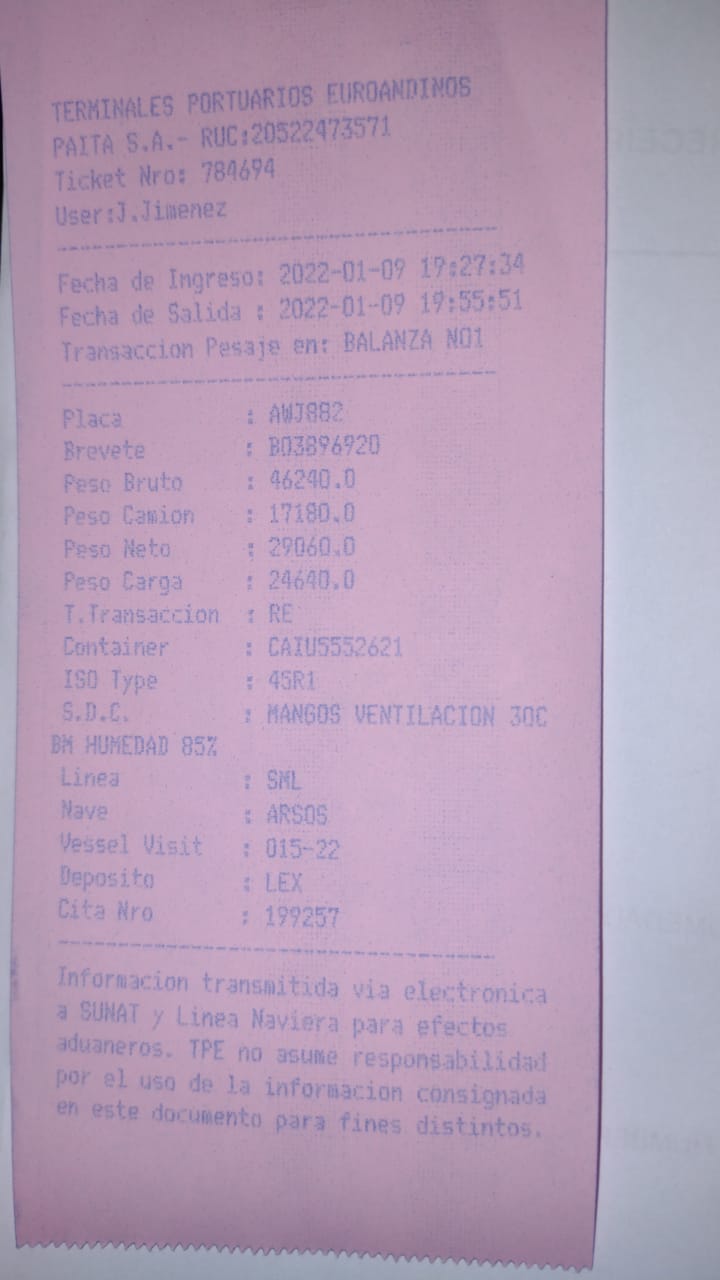 TERMINALES PORTUARIOS EUROANDINOS
PAITA S.A.- RUC:20522473571
Ticket Nro: 784694
User:J.Jimenez
------------------------------------------
Fecha de Ingreso: 2022-01-09 19:27:34
Fecha de Salida : 2022-01-09 19:55:51
Transaccion Pesaje en: BALANZA NO1
------------------------------------------
Placa : AWJ882
Brevete : B03896920
Peso Bruto : 46240.0
Peso Camion : 17180.0
Peso Neto : 29060.0
Peso Carga : 24640.0
T.Transaccion : RE
Container : CAIU5552621
ISO Type : 45R1
S.D.C. : MANGOS VENTILACION 30C
BM HUMEDAD 85%
Linea : SML
Nave : ARSOS
Vessel Visit : 015-22
Deposito : LEX
Cita Nro : 199257
------------------------------------------
Informacion transmitida via electronica
a SUNAT y Linea Naviera para efectos
aduaneros. TPE no asume responsabilidad
por el uso de la informacion consignada
en este documento para fines distintos.